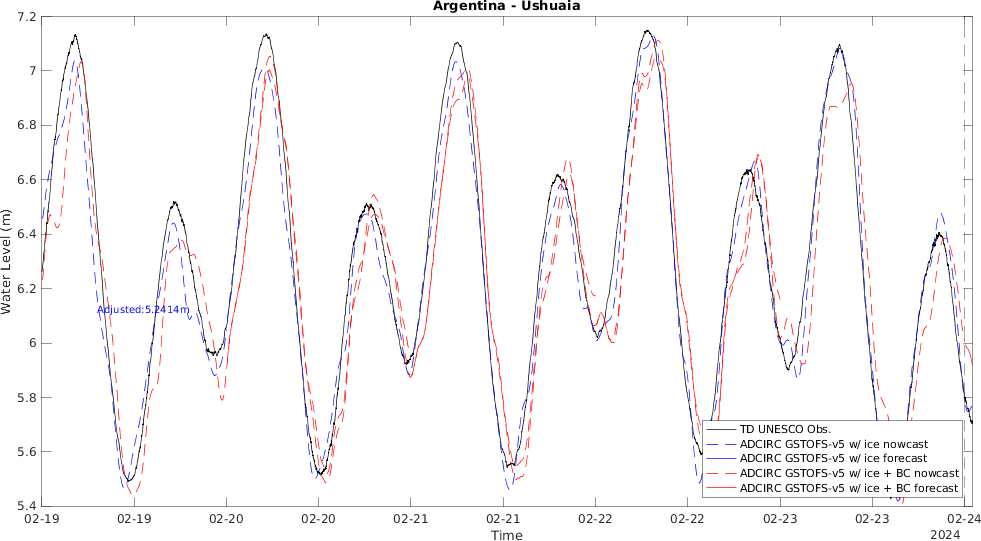 Argentina - Ushuaia
7.2
7
6.8
6.6
6.4
6.2
6
5.8
5.6
5.4
Water Level (m)
Adjusted:5.2414m
TD UNESCO Obs.
ADCIRC GSTOFS-v5 w/ ice nowcast
ADCIRC GSTOFS-v5 w/ ice forecast
ADCIRC GSTOFS-v5 w/ ice + BC nowcast
ADCIRC GSTOFS-v5 w/ ice + BC forecast
02-19 02-19 02-20 02-20 02-21 02-21 02-22 02-22 02-23 02-23 02-24
Time
2024